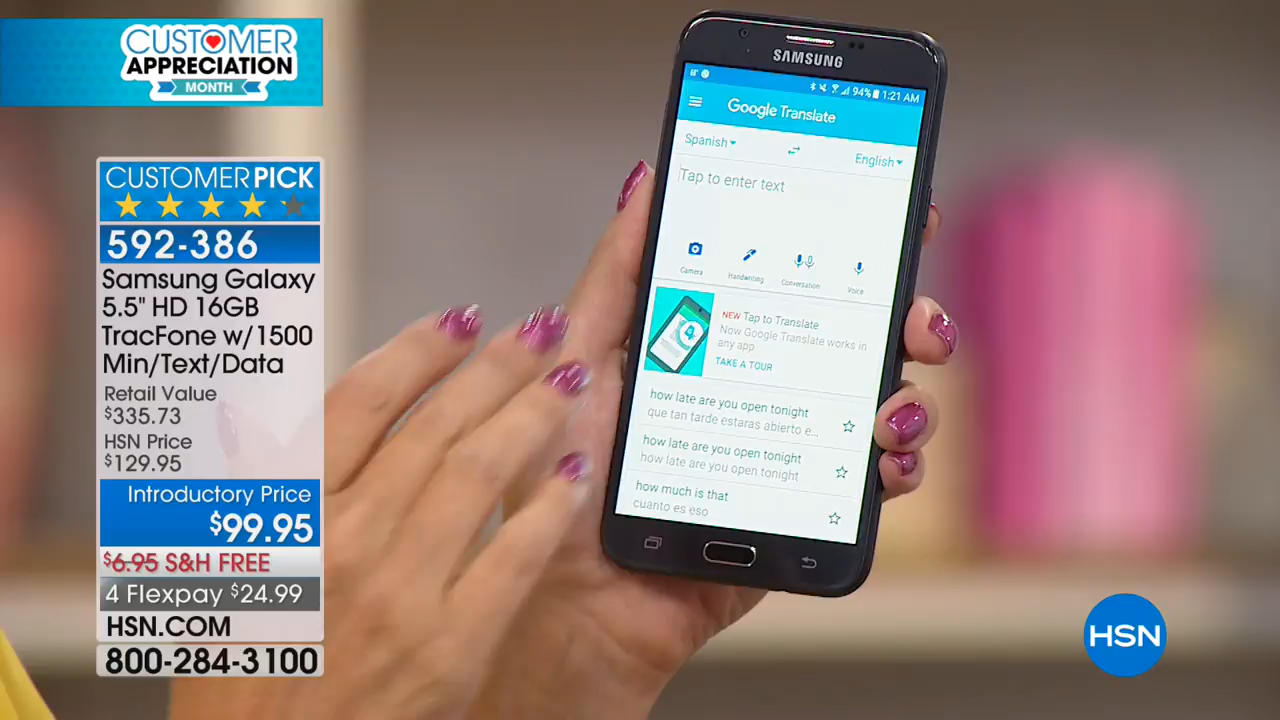 CUSTOMER
APPRECIATION
MONTH
CUSTOMER PICK
592-386
Samsung Galaxy
5.5" HD 16GB
TracFone w/1500
Min/Text/Data
Retail Value
$335.73
HSN Price
$129.95
Introductory Price
$99.95
$6.95 S&H FREE
4 Flexpay $24.99
HSN.COM
800-284-3100
SAMSUNG
94% 1:21 AM
Google Translate
Spanish
English
Tap to enter text
Camera
Handwriting
Conversation
Voice
NEW Tap to Translate
Now Google Translate works in
any app
TAKE A TOUR
how late are you open tonight
que tan tarde estaras abierto e...
how late are you open tonight
how late are you open tonight
how much is that
cuanto es eso
HSN